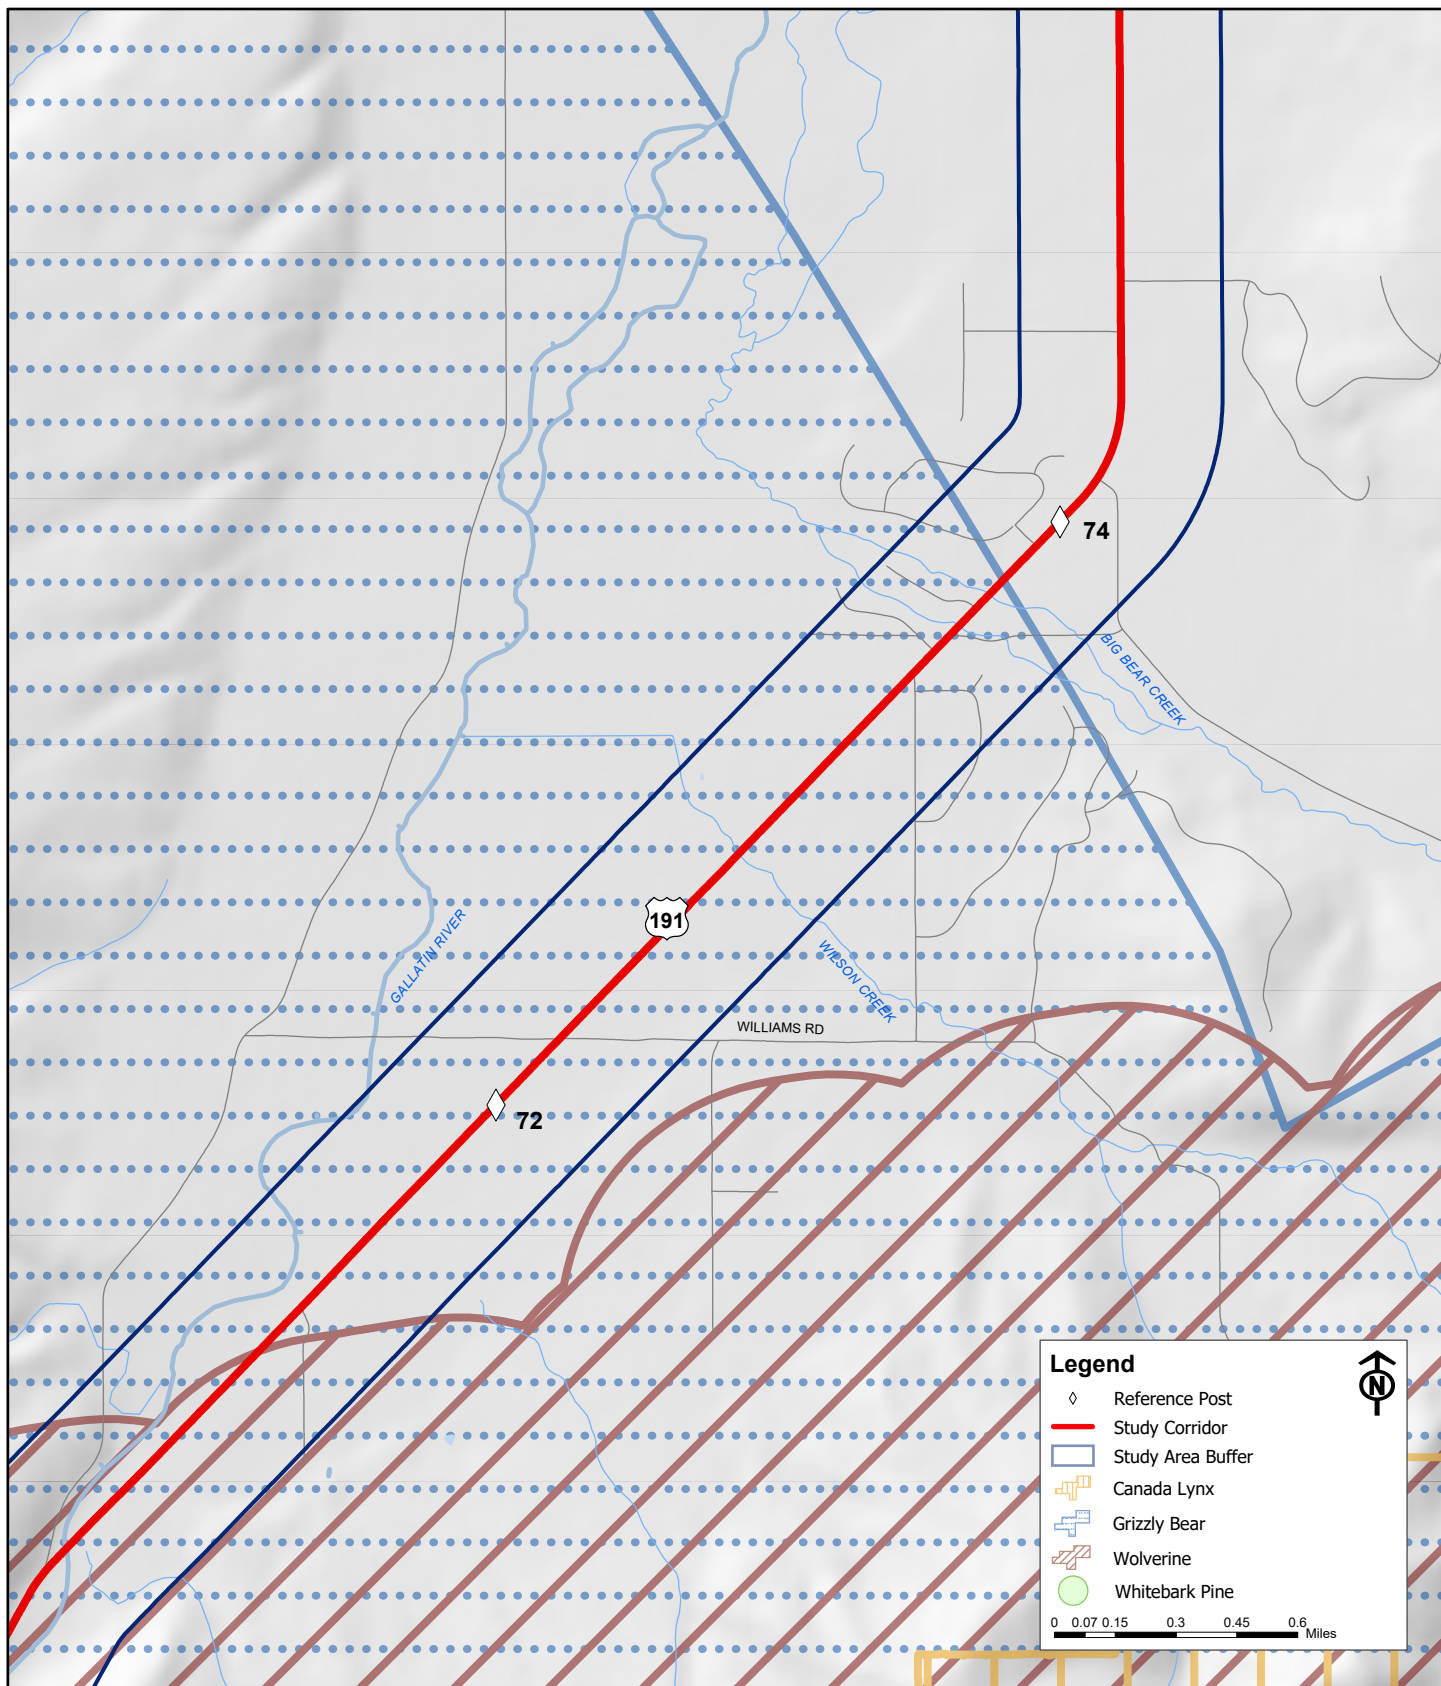 74
BIG BEAR CREEK
191
GALLATIN RIVER
WILSON CREEK
WILLIAMS RD
72
Legend
N
Reference Post
Study Corridor
Study Area Buffer
Canada Lynx
Grizzly Bear
Wolverine
Whitebark Pine
0 0.07 0.15 0.3 0.45 0.6
Miles